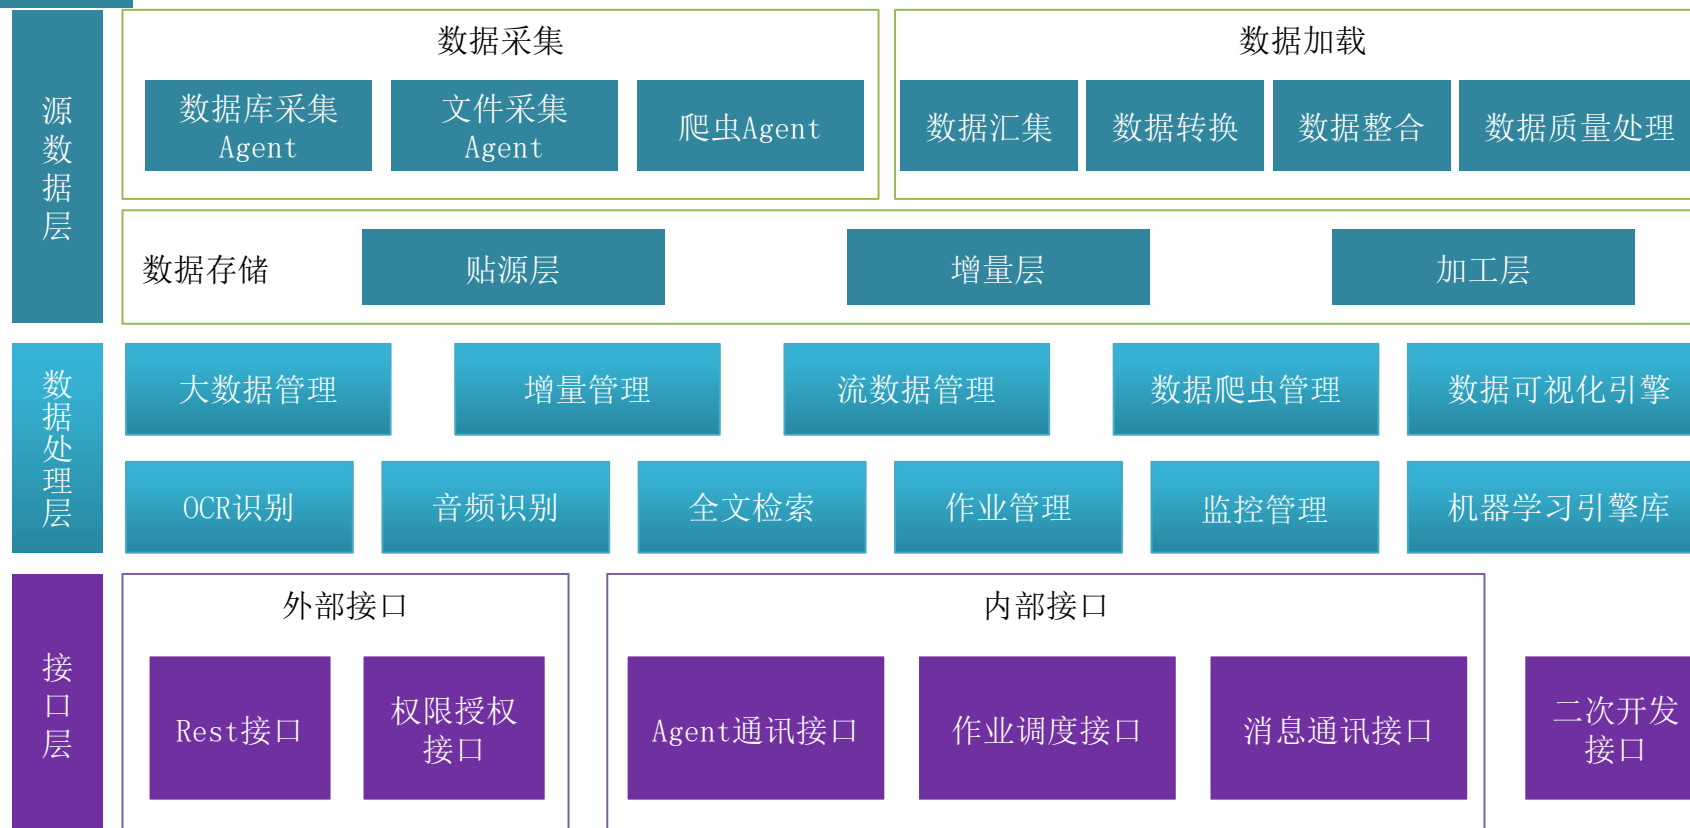 源数据层
数据采集
数据库采集
Agent
文件采集
Agent
爬虫Agent
数据加载
数据汇集
数据转换
数据整合
数据质量处理
数据存储
贴源层
增量层
加工层
数据处理层
大数据管理
增量管理
流数据管理
数据爬虫管理
数据可视化引擎
OCR识别
音频识别
全文检索
作业管理
监控管理
机器学习引擎库
接口层
外部接口
Rest接口
权限授权
接口
内部接口
Agent通讯接口
作业调度接口
消息通讯接口
二次开发
接口